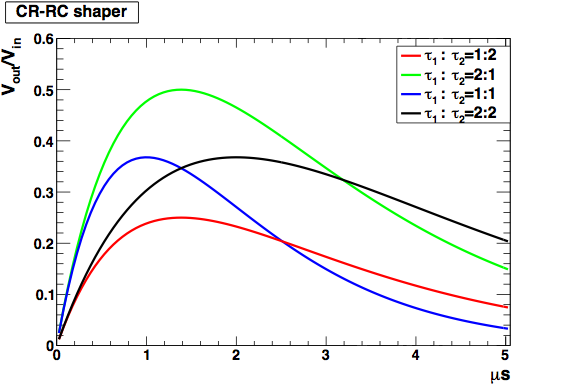 CR-RC shaper
V_out/V_in
0.6
0.5
0.4
0.3
0.2
0.1
0
τ₁ : τ₂=1:2
τ₁ : τ₂=2:1
τ₁ : τ₂=1:1
τ₁ : τ₂=2:2
0 1 2 3 4 5
μs